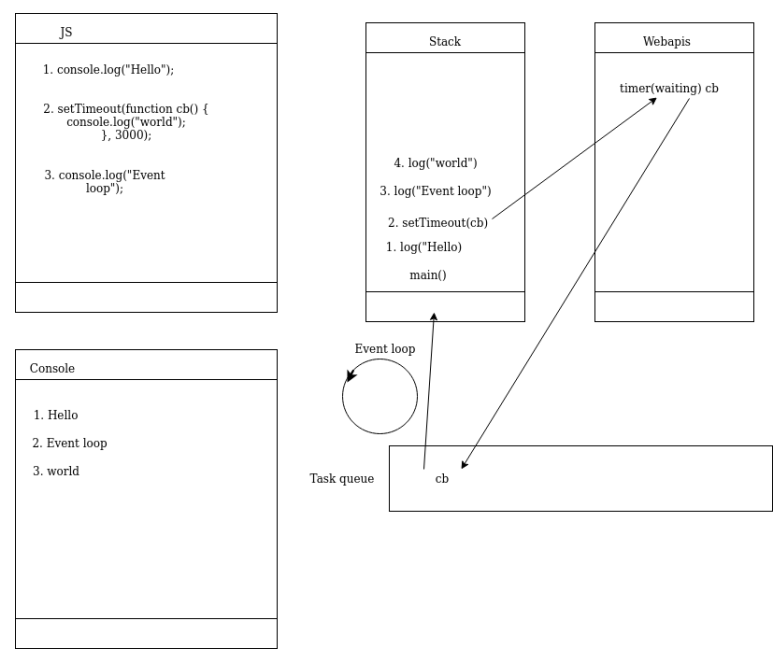 JS
1. console.log("Hello");
2. setTimeout(function cb() {
console.log("world");
}, 3000);
3. console.log("Event
loop");
Stack
4. log("world")
3. log("Event loop")
2. setTimeout(cb)
1. log("Hello)
main()
Webapis
timer(waiting) cb
Console
1. Hello
2. Event loop
3. world
Event loop
Task queue
cb